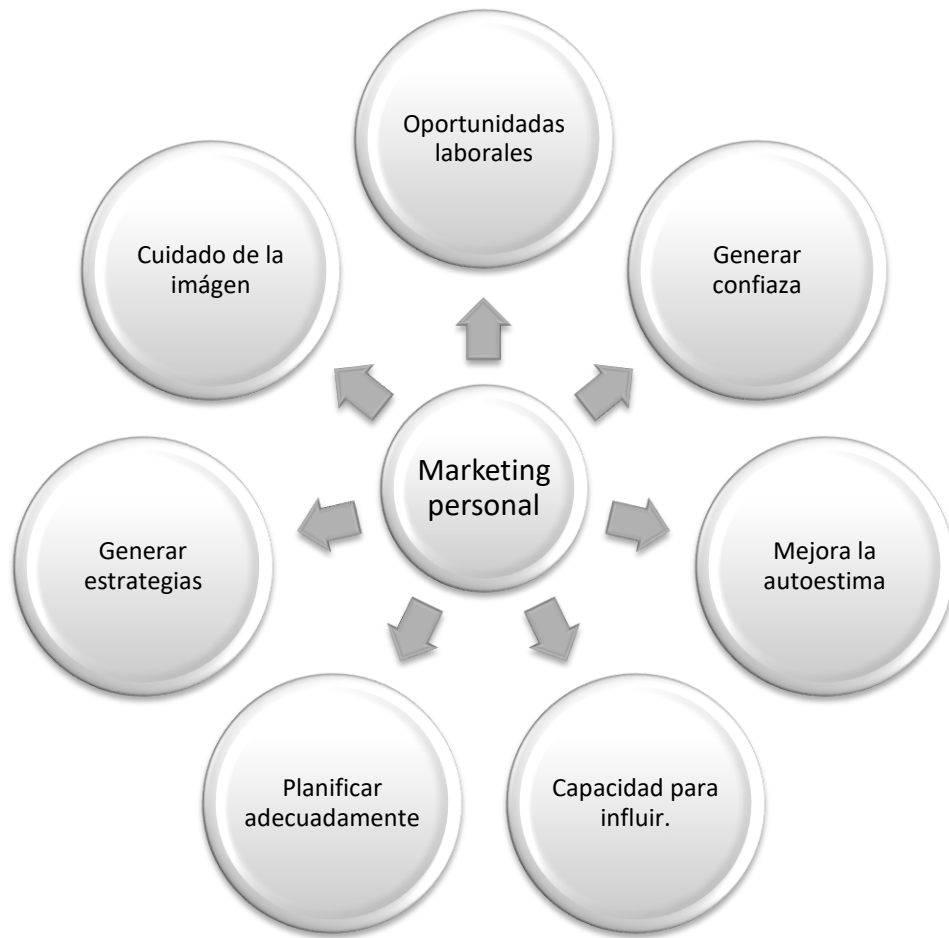 Oportunidadas
laborales
Generar
confiaza
Mejora la
autoestima
Capacidad para
influir.
Planificar
adecuadamente
Generar
estrategias
Cuidado de la
imágen
Marketing
personal